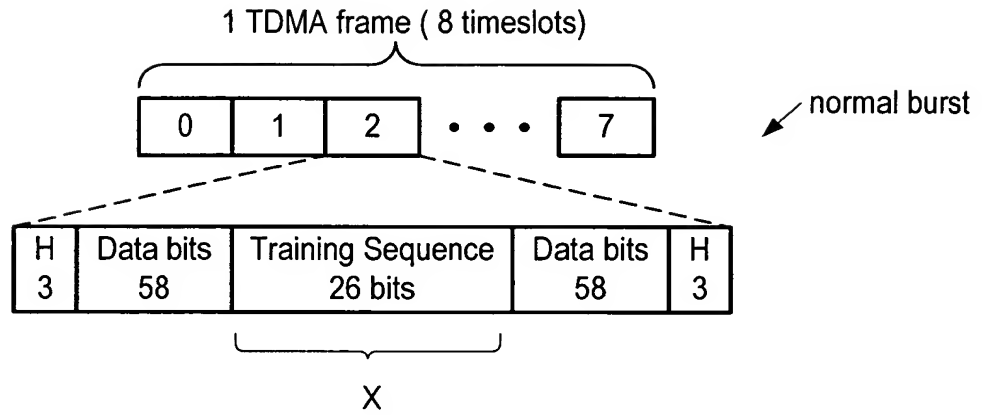 1 TDMA frame ( 8 timeslots)
0 1 2 • • • 7
normal burst
H Data bits Training Sequence Data bits H
3 58 26 bits 58 3
X